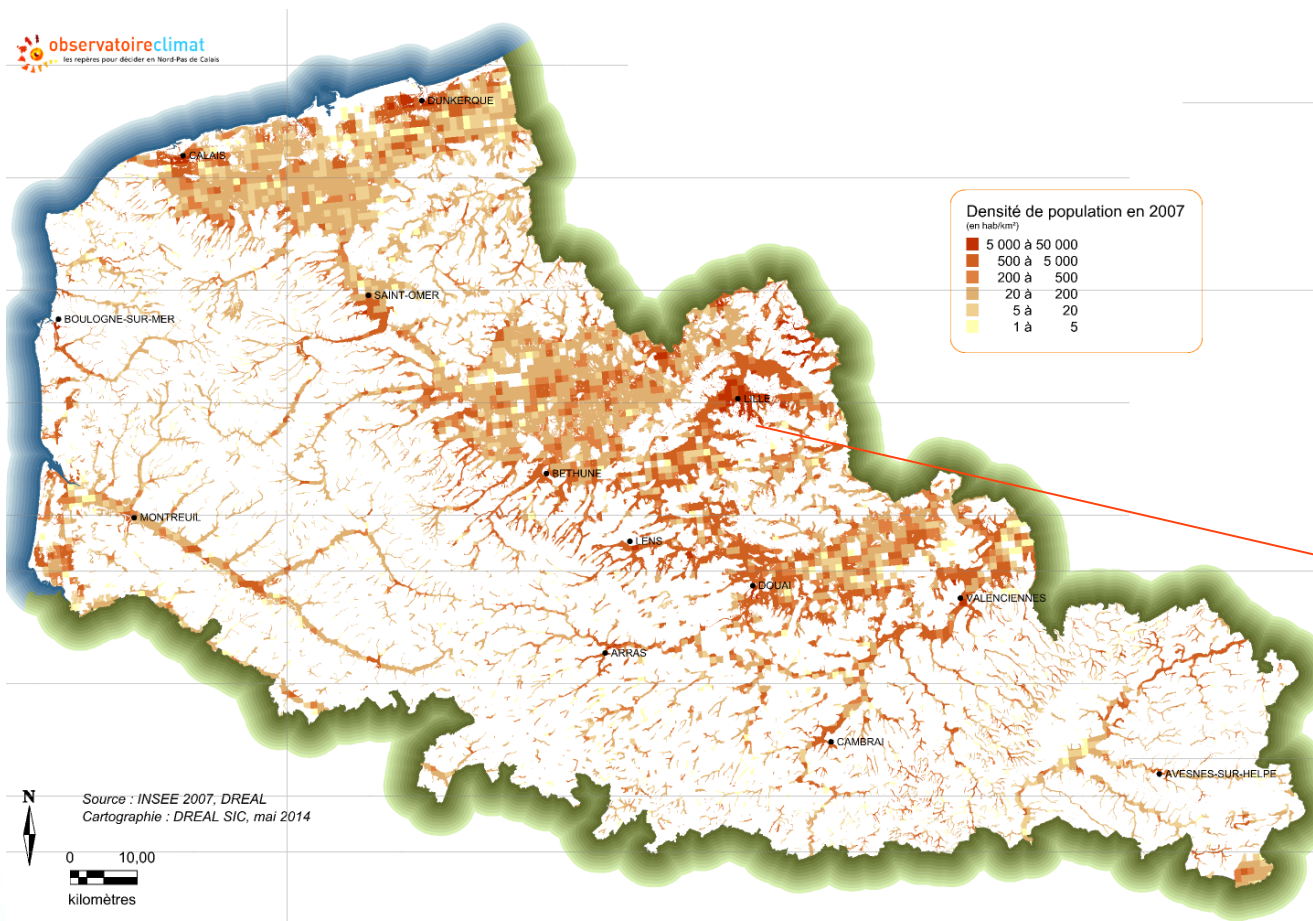 observatoireclimat
les repères pour décider en Nord-Pas de Calais
DUNKERQUE
CALAIS
Densité de population en 2007
(en hab/km²)
5 000 à 50 000
500 à 5 000
200 à 500
20 à 200
5 à 20
1 à 5
SAINT-OMER
BOULOGNE-SUR-MER
LILLE
BETHUNE
MONTREUIL
LENS
DOUAI
VALENCIENNES
ARRAS
CAMBRAI
AVESNES-SUR-HELPE
N
Source : INSEE 2007, DREAL
Cartographie : DREAL SIC, mai 2014
0 10,00
kilomètres